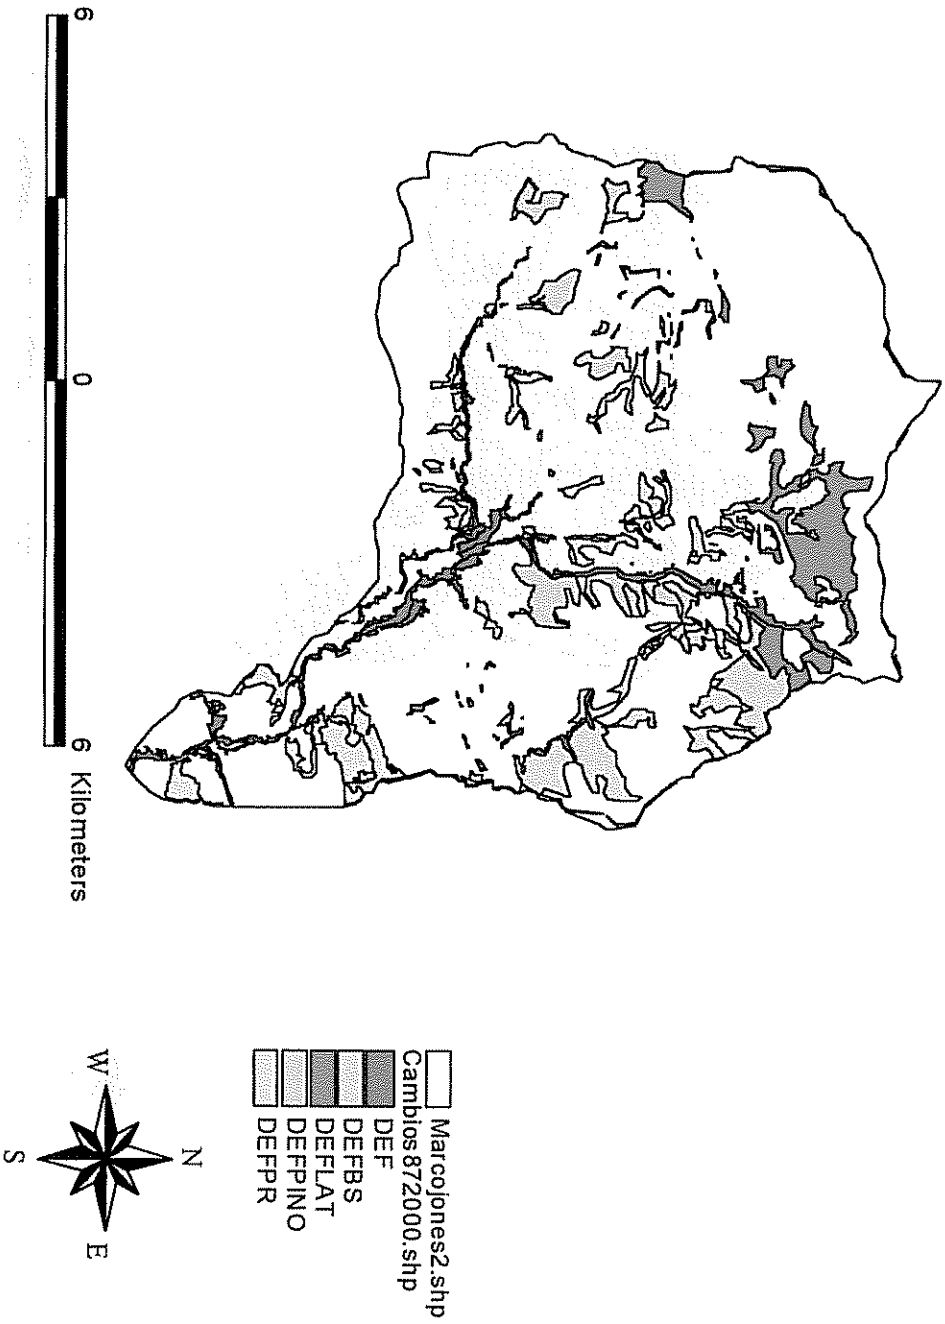 Marcojones2.shp
Cambios872000.shp
DEF
DEFBS
DEFLAT
DEFPINO
DEFPR
6
0
6 Kilometers
N
W
E
S